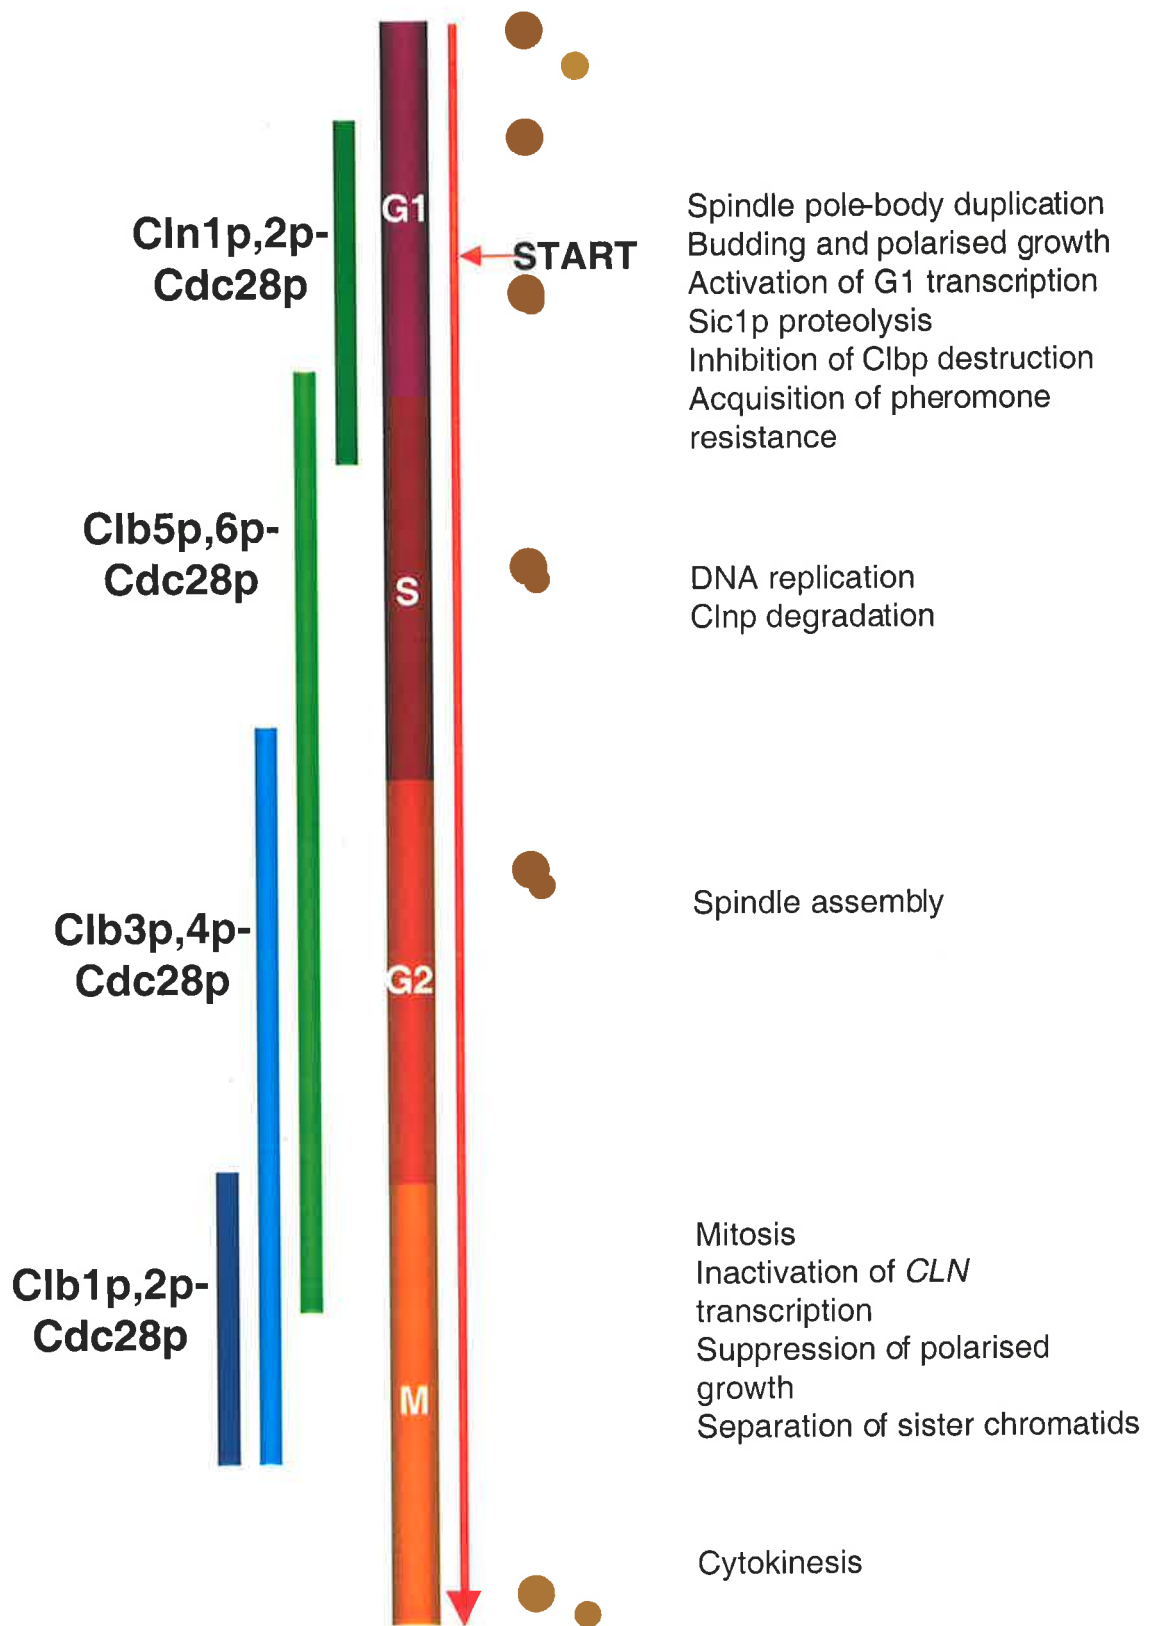 G1
Cln1p,2p-
Cdc28p
START
Spindle pole-body duplication
Budding and polarised growth
Activation of G1 transcription
Sic1p proteolysis
Inhibition of Clbp destruction
Acquisition of pheromone
resistance
Clb5p,6p-
Cdc28p
S
DNA replication
Clnp degradation
Clb3p,4p-
Cdc28p
G2
Spindle assembly
Clb1p,2p-
Cdc28p
M
Mitosis
Inactivation of CLN
transcription
Suppression of polarised
growth
Separation of sister chromatids
Cytokinesis